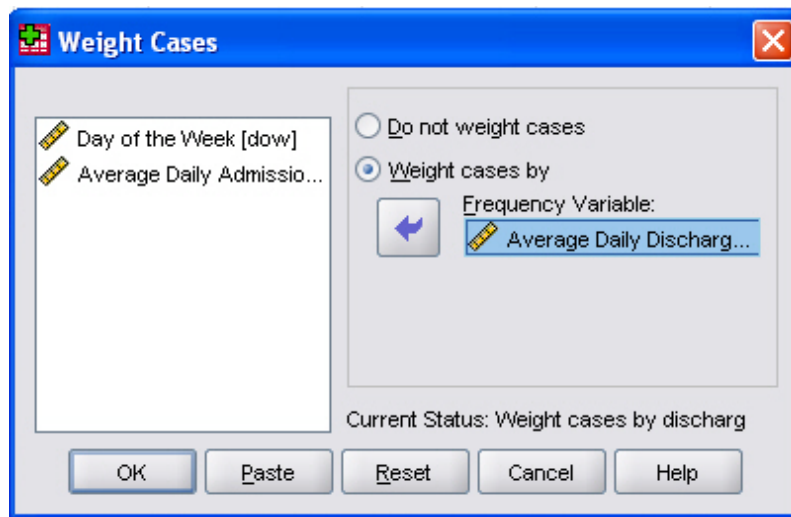 Weight Cases
Day of the Week [dow]
Average Daily Admissio...
Do not weight cases
Weight cases by
Frequency Variable:
Average Daily Discharg...
Current Status: Weight cases by discharg
OK
Paste
Reset
Cancel
Help